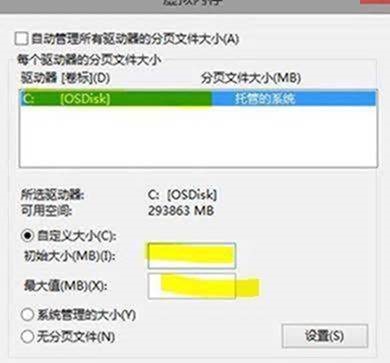 虚拟内存
自动管理所有驱动器的分页文件大小(A)
每个驱动器的分页文件大小
驱动器 [卷标](D) 分页文件大小(MB)
C: [OSDisk] 托管的系统
所选驱动器: C: [OSDisk]
可用空间: 293863 MB
自定义大小(C):
初始大小(MB)(I):
最大值(MB)(X):
系统管理的大小(Y)
无分页文件(N)
设置(S)